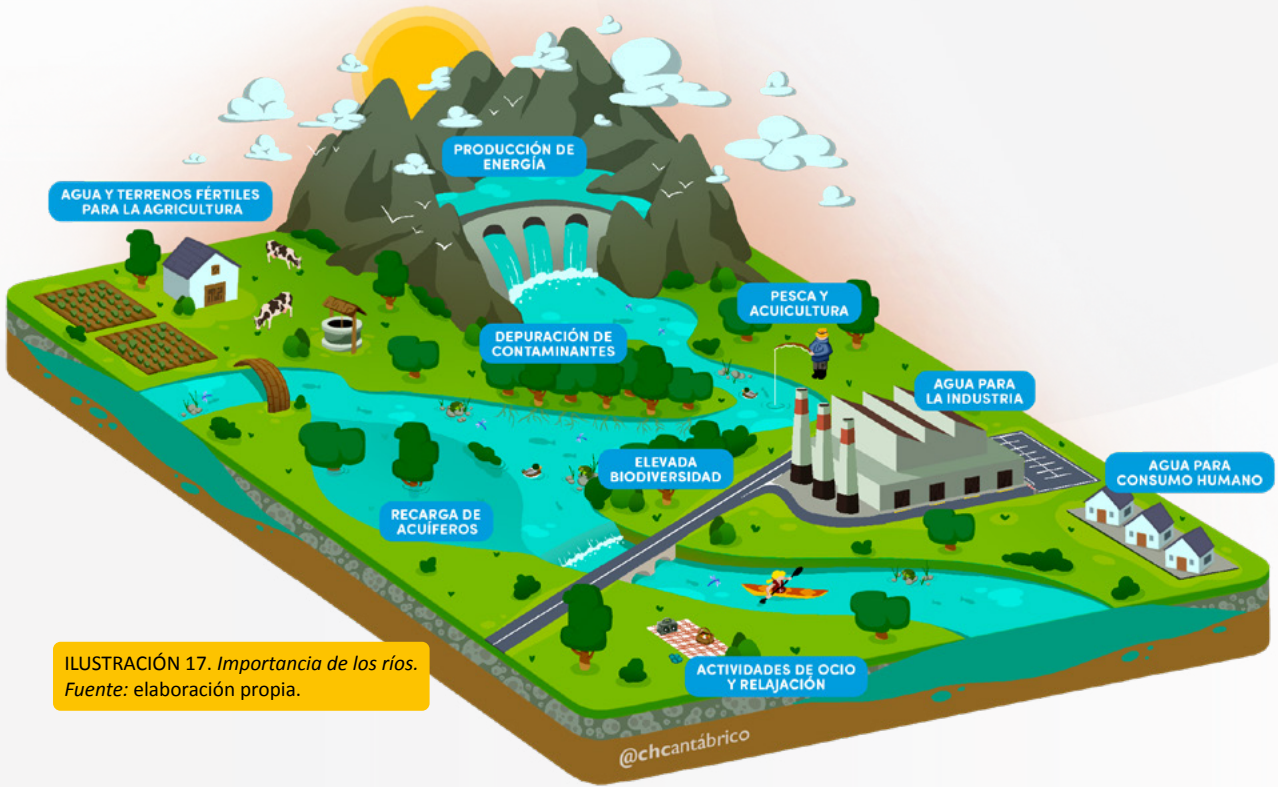 PRODUCCIÓN DE
ENERGÍA
AGUA Y TERRENOS FÉRTILES
PARA LA AGRICULTURA
PESCA Y
ACUICULTURA
DEPURACIÓN DE
CONTAMINANTES
AGUA PARA
LA INDUSTRIA
ELEVADA
BIODIVERSIDAD
AGUA PARA
CONSUMO HUMANO
RECARGA DE
ACUÍFEROS
ACTIVIDADES DE OCIO
Y RELAJACIÓN
ILUSTRACIÓN 17. Importancia de los ríos.
Fuente: elaboración propia.
@chcantábrico